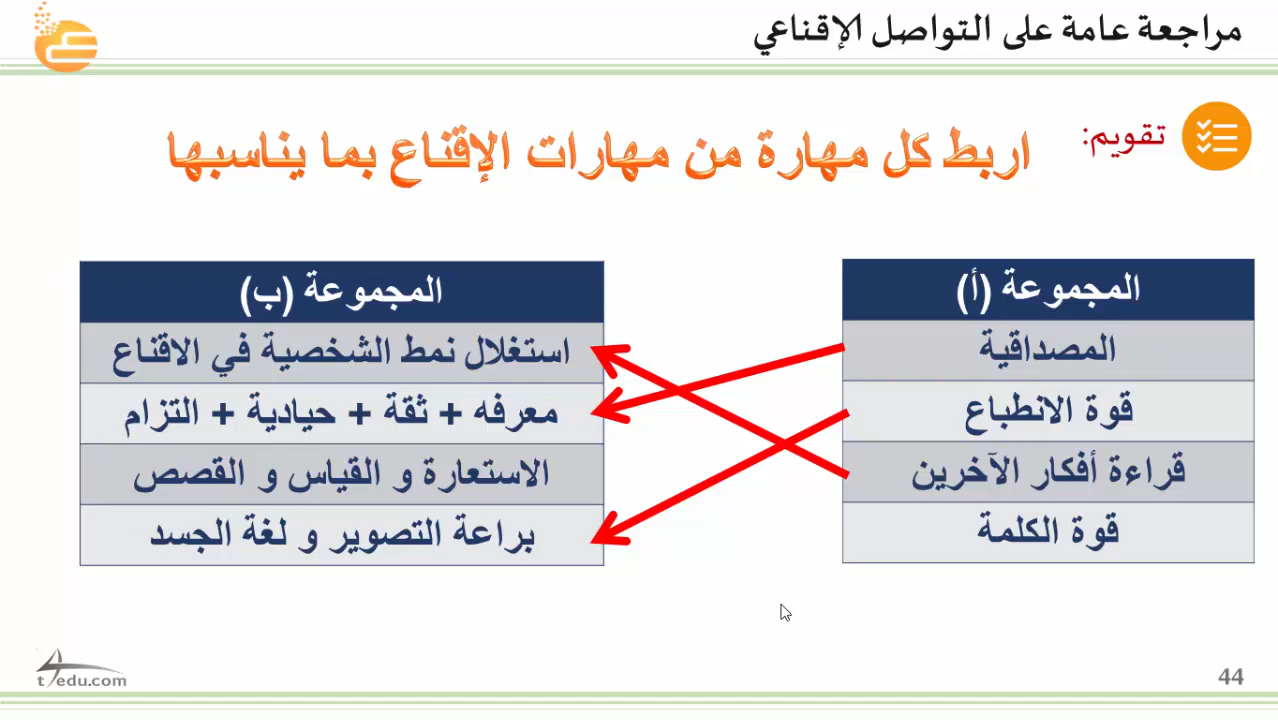 مراجعة عامة على التواصل الإقناعي
تقويم:
اربط كل مهارة من مهارات الإقناع بما يناسبها
المجموعة (أ)
المصداقية
قوة الانطباع
قراءة أفكار الآخرين
قوة الكلمة
المجموعة (ب)
استغلال نمط الشخصية في الاقناع
معرفه + ثقة + حيادية + التزام
الاستعارة و القياس و القصص
براعة التصوير و لغة الجسد
t4edu.com
44